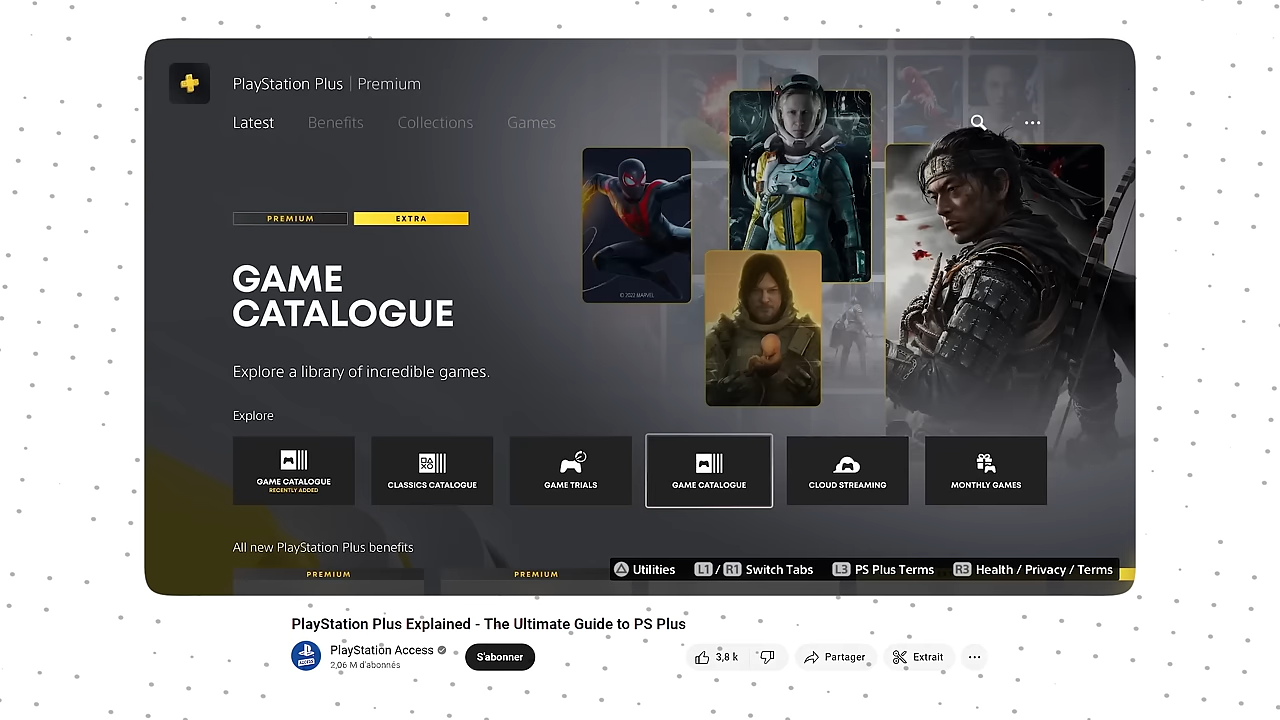 PlayStation Plus | Premium
Latest Benefits Collections Games
PREMIUM EXTRA
GAME
CATALOGUE
© 2022 MARVEL
Explore a library of incredible games.
Explore
GAME CATALOGUE
RECENTLY ADDED
CLASSICS CATALOGUE
GAME TRIALS
GAME CATALOGUE
CLOUD STREAMING
MONTHLY GAMES
All new PlayStation Plus benefits
PREMIUM PREMIUM
Utilities L1 / R1 Switch Tabs L3 PS Plus Terms R3 Health / Privacy / Terms
PlayStation Plus Explained - The Ultimate Guide to PS Plus
PlayStation Access
2,06 M d'abonnés
ACCESS
S'abonner
3,8 k
Partager
Extrait